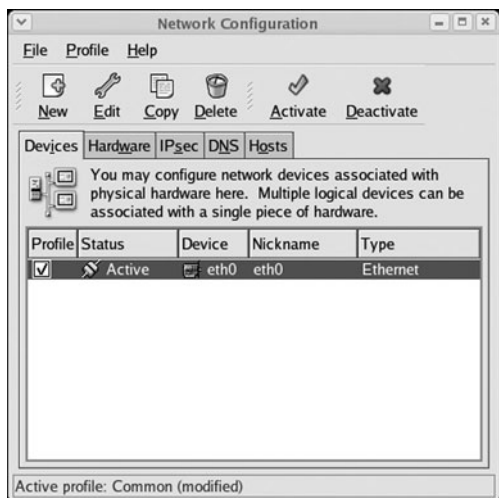 Network Configuration
File Profile Help
New Edit Copy Delete Activate Deactivate
Devices Hardware IPsec DNS Hosts
You may configure network devices associated with
physical hardware here. Multiple logical devices can be
associated with a single piece of hardware.
Profile Status Device Nickname Type
Active eth0 eth0 Ethernet
Active profile: Common (modified)